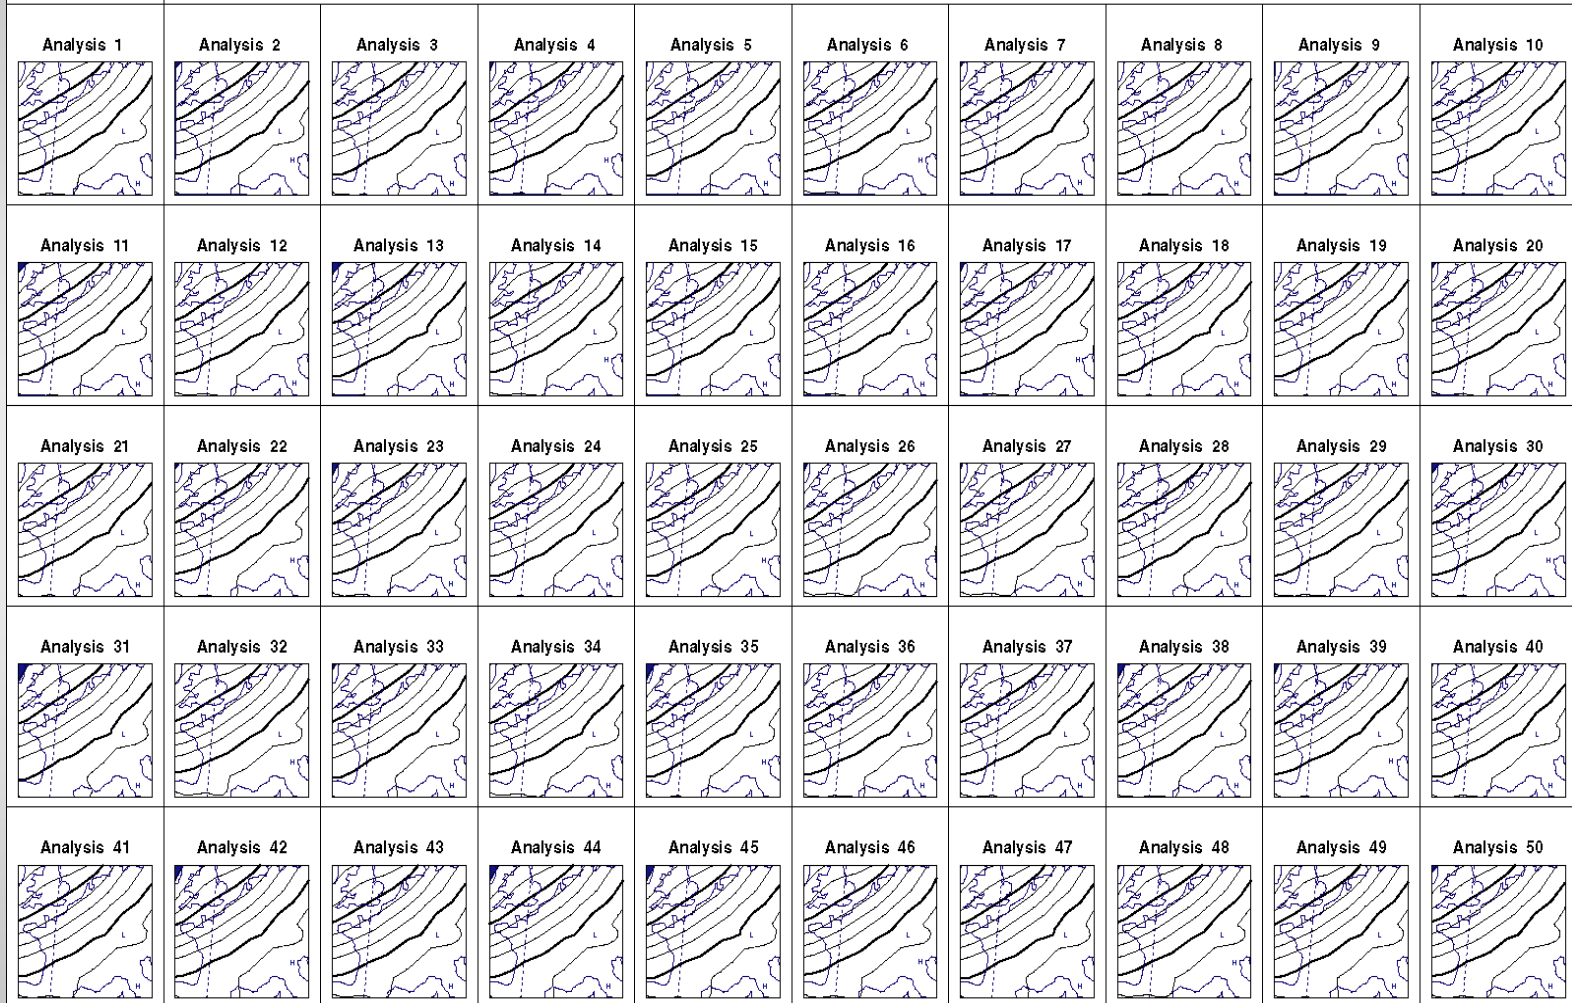 Analysis 1 Analysis 2 Analysis 3 Analysis 4 Analysis 5 Analysis 6 Analysis 7 Analysis 8 Analysis 9 Analysis 10
L L L L L L L L L L
H H H H H H H H H H
Analysis 11 Analysis 12 Analysis 13 Analysis 14 Analysis 15 Analysis 16 Analysis 17 Analysis 18 Analysis 19 Analysis 20
L L L L L L L L L L
H H H H H H H H H H
Analysis 21 Analysis 22 Analysis 23 Analysis 24 Analysis 25 Analysis 26 Analysis 27 Analysis 28 Analysis 29 Analysis 30
L L L L L L L L L L
H H H H H H H H H H
Analysis 31 Analysis 32 Analysis 33 Analysis 34 Analysis 35 Analysis 36 Analysis 37 Analysis 38 Analysis 39 Analysis 40
L L L L L L L L L L
H H H H H H H H H H
Analysis 41 Analysis 42 Analysis 43 Analysis 44 Analysis 45 Analysis 46 Analysis 47 Analysis 48 Analysis 49 Analysis 50
L L L L L L L L L L
H H H H H H H H H H